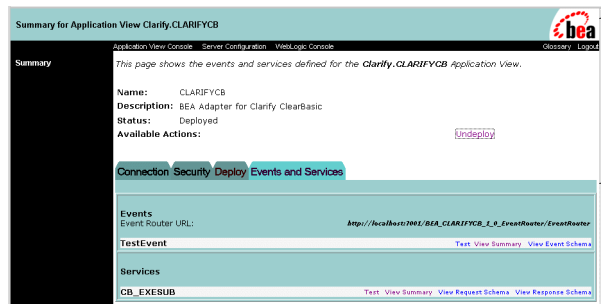 Summary for Application View Clarify.CLARIFYCB
bea
Application View Console Server Configuration WebLogic Console Glossary Logout
Summary
This page shows the events and services defined for the Clarify.CLARIFYCB Application View.
Name: CLARIFYCB
Description: BEA Adapter for Clarify ClearBasic
Status: Deployed
Available Actions: Undeploy
Connection Security Deploy Events and Services
Events
Event Router URL: http://localhost:7001/BEA_CLARIFYCB_1_0_EventRouter/EventRouter
TestEvent Test View Summary View Event Schema
Services
CB_EXESUB Test View Summary View Request Schema View Response Schema